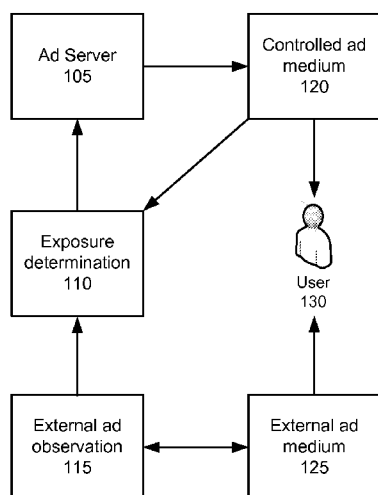 Ad Server
105
Controlled ad
medium
120
Exposure
determination
110
User
130
External ad
observation
115
External ad
medium
125